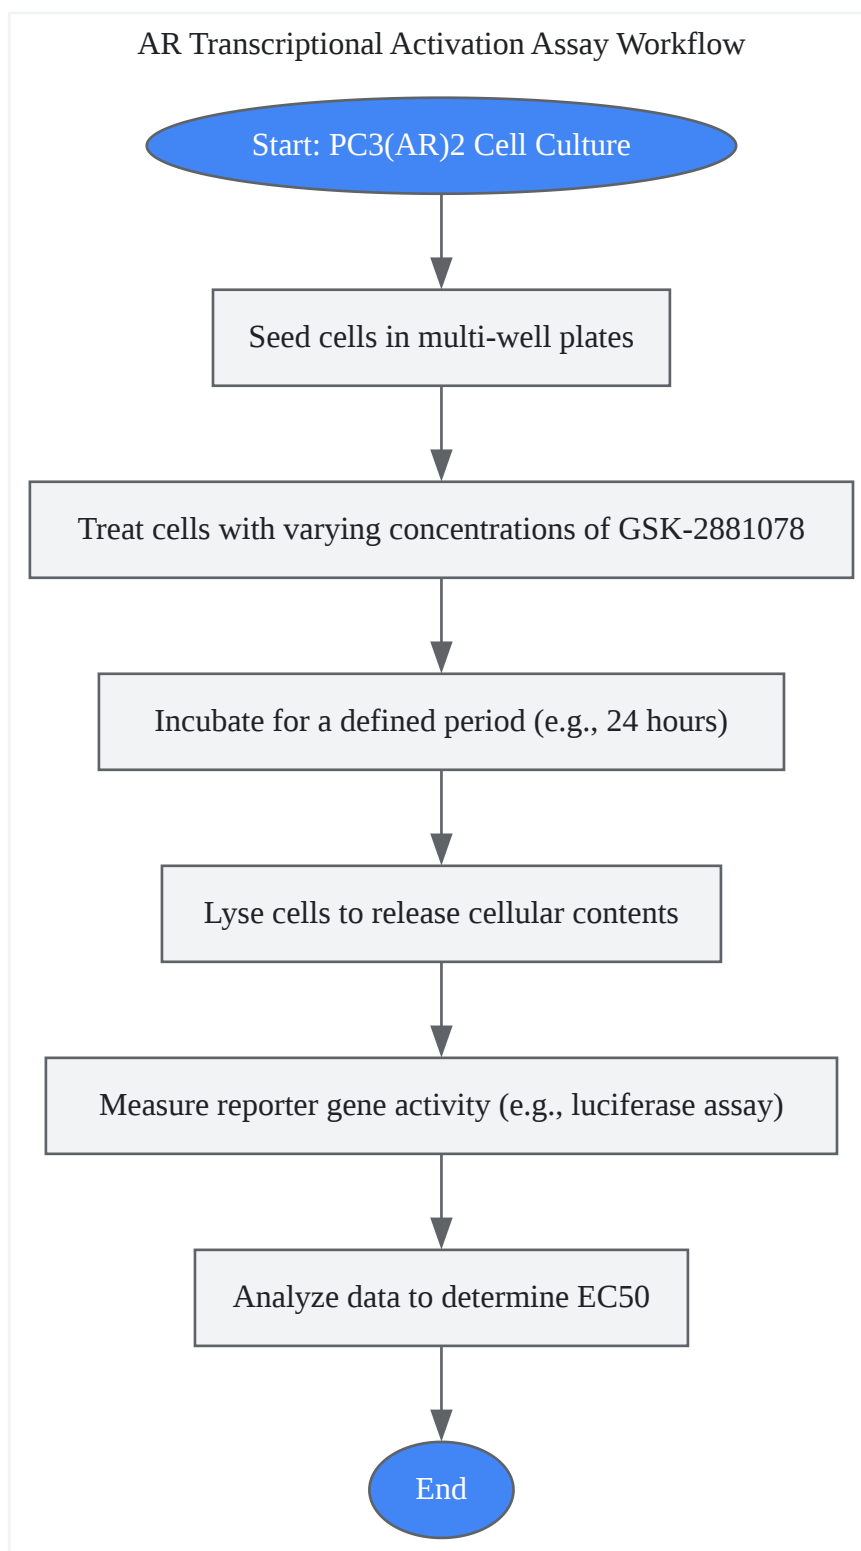 AR Transcriptional Activation Assay Workflow
Start: PC3(AR)2 Cell Culture
Seed cells in multi-well plates
Treat cells with varying concentrations of GSK-2881078
Incubate for a defined period (e.g., 24 hours)
Lyse cells to release cellular contents
Measure reporter gene activity (e.g., luciferase assay)
Analyze data to determine EC50
End